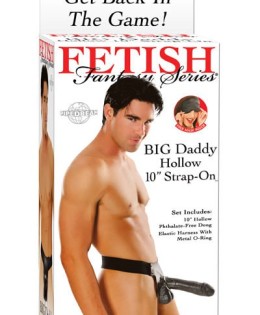 Get Back In
The Game!
FETISH
Fantasy Series®
BIG Daddy
Hollow
10" Strap-On
Set Includes:
10" Hollow
Phthalate-Free Dong
Elastic Harness With
Metal O-Ring